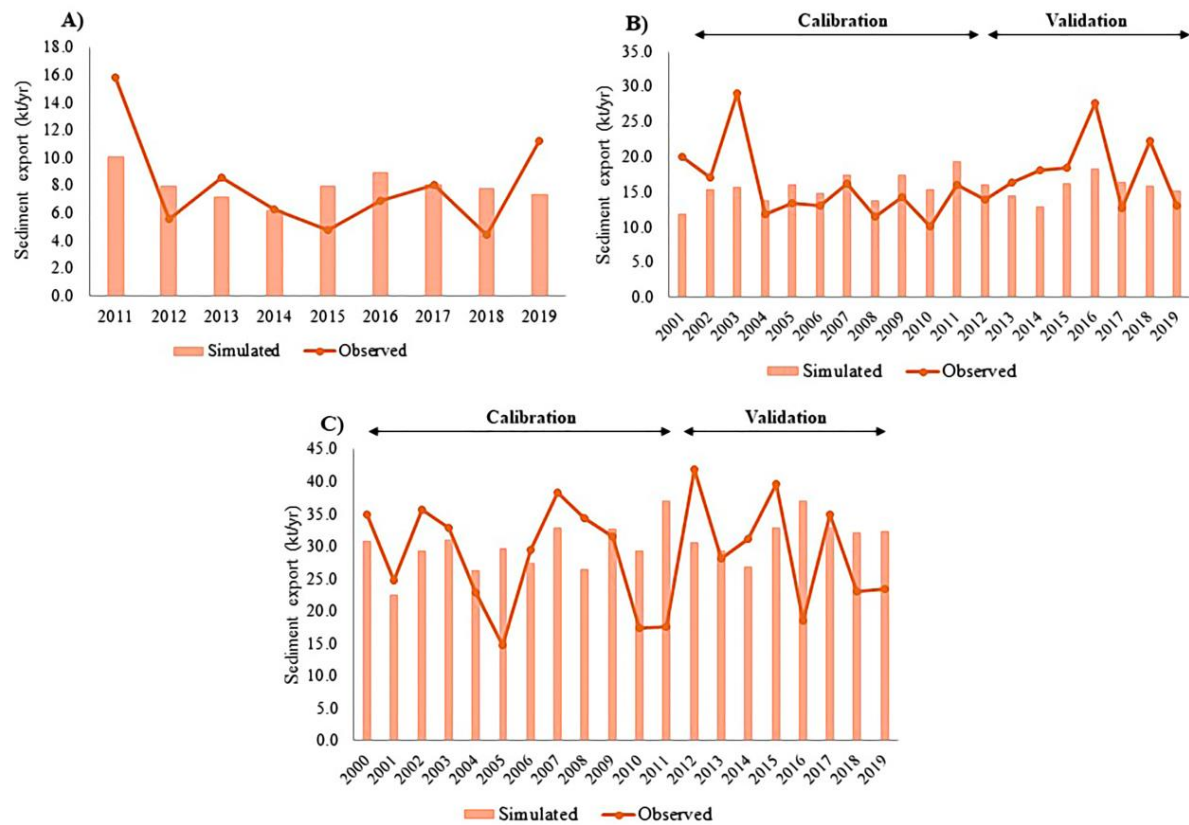 A)
Sediment export (kt/yr)
18.0
16.0
14.0
12.0
10.0
8.0
6.0
4.0
2.0
0.0
2011 2012 2013 2014 2015 2016 2017 2018 2019
Simulated Observed
B)
Calibration Validation
Sediment export (kt/yr)
35.0
30.0
25.0
20.0
15.0
10.0
5.0
0.0
2001 2002 2003 2004 2005 2006 2007 2008 2009 2010 2011 2012 2013 2014 2015 2016 2017 2018 2019
Simulated Observed
C)
Calibration Validation
Sediment export (kt/yr)
45.0
40.0
35.0
30.0
25.0
20.0
15.0
10.0
5.0
0.0
2000 2001 2002 2003 2004 2005 2006 2007 2008 2009 2010 2011 2012 2013 2014 2015 2016 2017 2018 2019
Simulated Observed